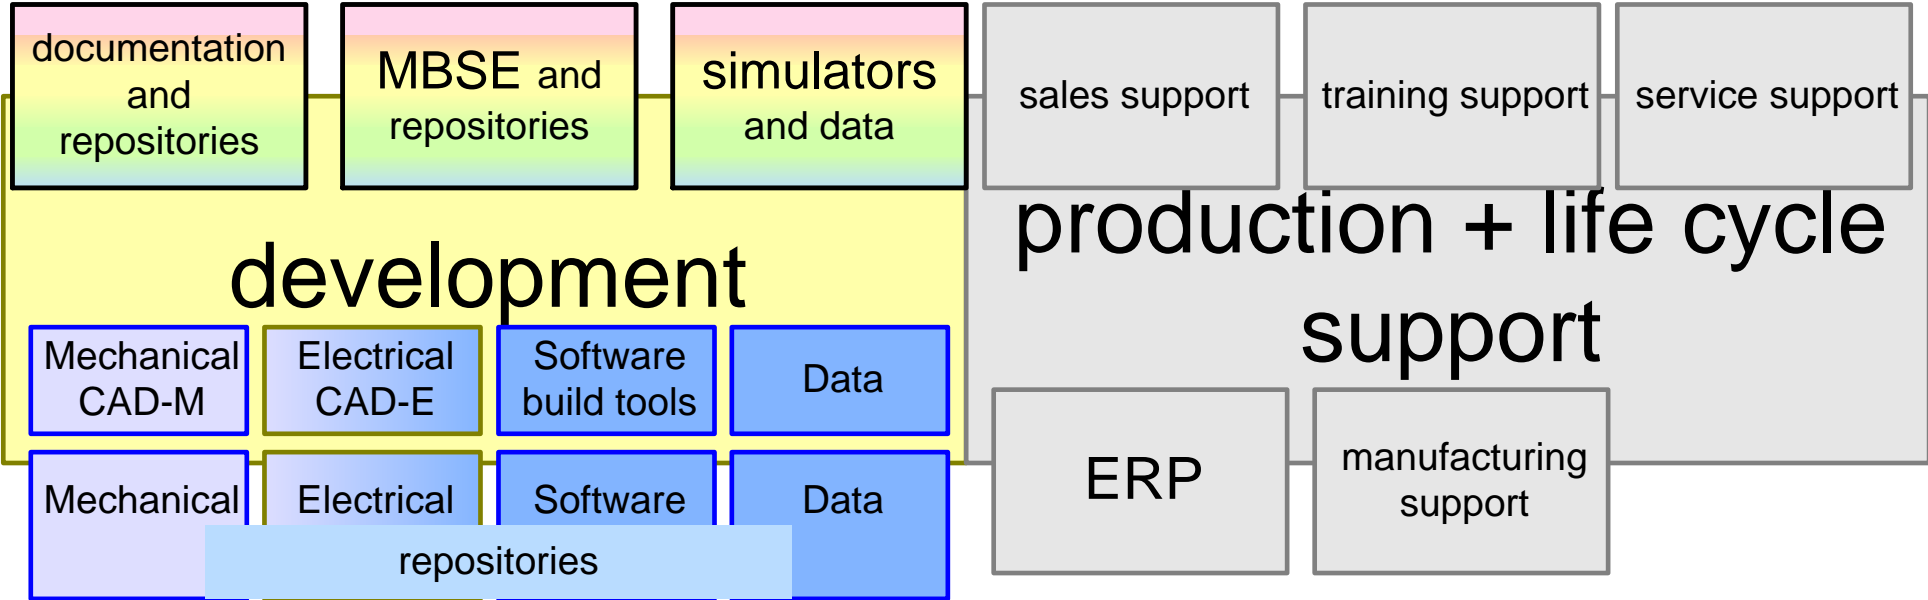 documentation
and
repositories
MBSE and
repositories
simulators
and data
sales support
training support
service support
development
production + life cycle
support
Mechanical
CAD-M
Electrical
CAD-E
Software
build tools
Data
Mechanical
Electrical
Software
Data
repositories
ERP
manufacturing
support